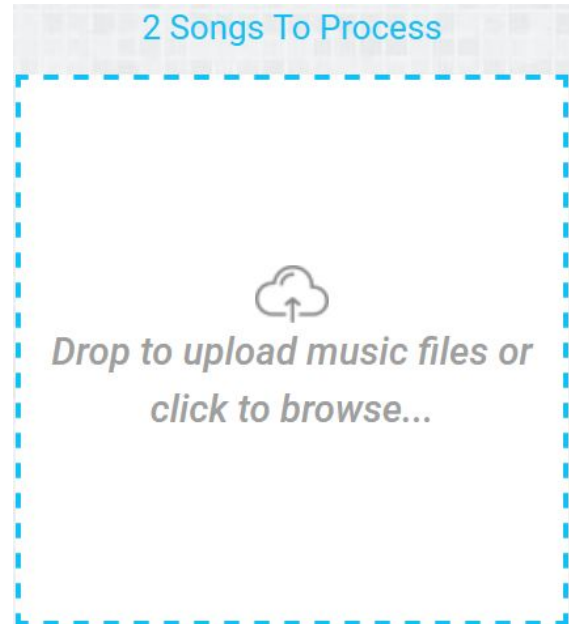 2 Songs To Process
Drop to upload music files or
click to browse...